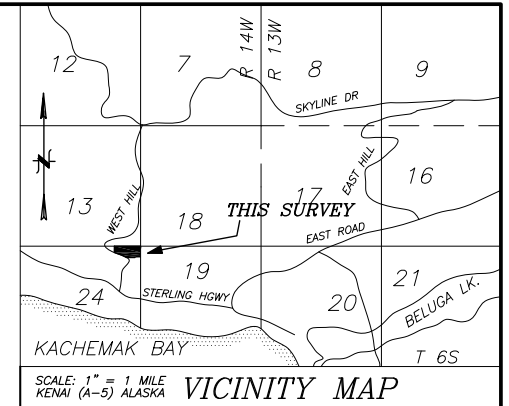 R 14W
R 13W
12
7
8
9
SKYLINE DR
N
WEST HILL
EAST HILL
13
18
17
16
THIS SURVEY
EAST ROAD
24
19
20
21
STERLING HGWY
BELUGA LK.
KACHEMAK BAY
T 6S
SCALE: 1" = 1 MILE
KENAI (A-5) ALASKA
VICINITY MAP